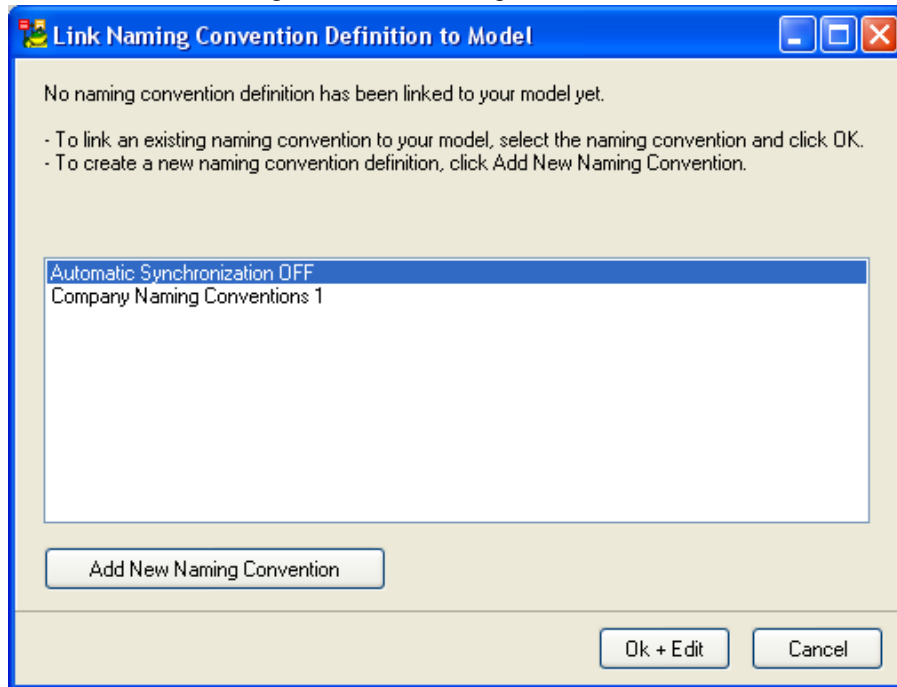 Link Naming Convention Definition to Model
No naming convention definition has been linked to your model yet.
- To link an existing naming convention to your model, select the naming convention and click OK.
- To create a new naming convention definition, click Add New Naming Convention.
Automatic Synchronization OFF
Company Naming Conventions 1
Add New Naming Convention
Ok + Edit
Cancel